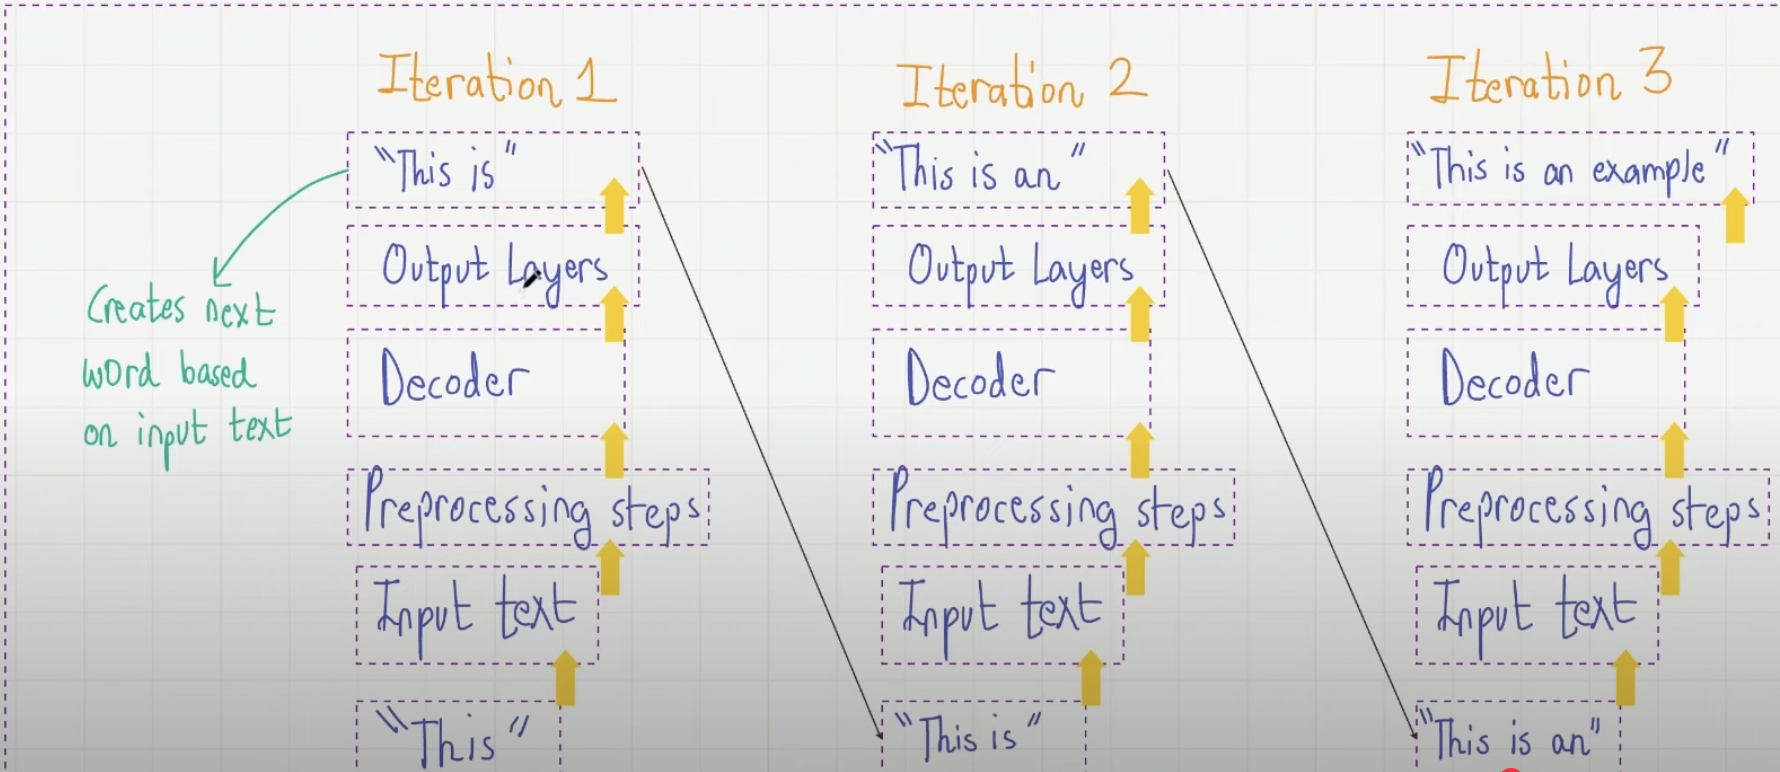 Iteration 1
"This is"
Output Layers
Decoder
Preprocessing steps
Input text
"This"
Creates next
word based
on input text
Iteration 2
"This is an"
Output Layers
Decoder
Preprocessing steps
Input text
"This is"
Iteration 3
"This is an example"
Output Layers
Decoder
Preprocessing steps
Input text
"This is an"